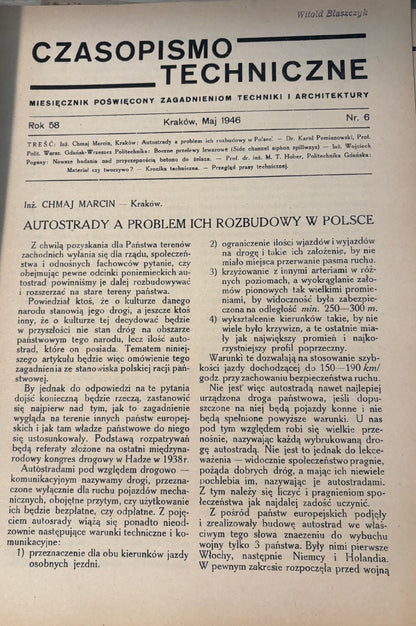 Witold Błaszczyk
CZASOPISMO
TECHNICZNE
MIESIĘCZNIK POŚWIĘCONY ZAGADNIENIOM TECHNIKI I ARCHITEKTURY
Rok 58 Kraków, Maj 1946 Nr. 6
TREŚĆ: Inż. Chmaj Marcin, Kraków: Autostrady a problem ich rozbudowy w Polsce. — Dr. Karol Pomianowski, Prof.
Polit. Warsz. Gdańsk-Wrzeszcz Politechnika: Boczne przelewy lewarowe (Side channel siphon spillways) — Inż. Wojciech
Pogany: Nowsze badania nad przyczepnością betonu do żelaza. — Prof. dr. inż. M. T. Huber, Politechnika Gdańska:
Materiał czy tworzywo? — Kronika techniczna. — Przegląd prasy technicznej.
Inż. CHMAJ MARCIN — Kraków.
AUTOSTRADY A PROBLEM ICH ROZBUDOWY W POLSCE
Z chwilą pozyskania dla Państwa terenów
zachodnich wyłania się dla rządu, społeczeń-
stwa i odnośnych fachowców pytanie, czy
obejmując pewne odcinki poniemieckich au-
tostrad powinniśmy je dalej rozbudowywać
i rozszerzać na stare tereny państwa.
Powiedział ktoś, że o kulturze danego
narodu stanowią jego drogi, a jeszcze ktoś
inny, że o kulturze tej decydować będzie
w przyszłości nie stan dróg na obszarze
państwowym tego narodu, lecz ilość auto-
strad, które on posiada. Tematem niniej-
szego artykułu będzie więc omówienie tego
zagadnienia ze stanowiska polskiej racji pań-
stwowej.
By jednak do odpowiedzi na te pytania
dojść konieczną będzie rzeczą, zastanowić
się najpierw nad tym, jak to zagadnienie
wygląda na terenie innych państw europej-
skich i jak tam władze państwowe do niego
się ustosunkowały. Podstawą rozpatrywań
będą referaty złożone na ostatni międzyna-
rodowy kongres drogowy w Hadze w 1938r.
Autostradami pod względem drogowo —
komunikacyjnym nazywamy drogi, przezna-
czone wyłącznie dla ruchu pojazdów mecha-
nicznych, obojętne przytym, czy użytkowanie
ich będzie bezpłatne, czy odpłatne. Z poję-
ciem autostrady wiążą się ponadto nieod-
zownie następujące warunki techniczne i ko-
munikacyjne:
1) przeznaczenie dla obu kierunków jazdy
osobnych jezdni.
2) ograniczenie ilości wjazdów i wyjazdów
na drogę i takie ich założenie, by nie
miało miejsca przerwanie pasma ruchu.
3) krzyżowanie z innymi arteriami w róż-
nych poziomach, a wyokrąglanie zało-
mów pionowych tak wielkimi promie-
niami, by widoczność była zabezpie-
czona na odległość min. 250—300 m.
4) wykształcenie kierunków takie, by nie
wiele było krzywizn, a te ostatnie mia-
ły jak największy promień i najko-
rzystniejszy profil poprzeczny.
Warunki te dozwalają na stosowanie szyb-
kości jazdy dochodzącej do 150—190 km/
godz. przy zachowaniu bezpieczeństwa ruchu.
Nie jest więc autostradą nawet najlepiej
urządzona droga państwowa, jeśli dopu-
szczone na niej będą pojazdy konne i nie
będą spełnione powyższe warunki. U nas
pod tym względem robi się wielkie prze-
nośnie, nazywając każdą wybrukowaną dro-
gę autostradą. Nie jest to jednak do lekce-
ważenia — widocznie społeczeństwo pragnie,
pożąda dobrych dróg, a mając ich niewiele
pochlebia im, nazywając je autostradami.
Z tym należy się liczyć i pragnieniom spo-
łeczeństwa jak najdalej zadość uczynić.
Z pośród państw europejskich podjęły
i zrealizowały budowę autostrad we właś-
ciwym tego słowa znaczeniu do wybuchu
wojny tylko 3 państwa. Były nimi pierwsze
Włochy, następnie Niemcy i Holandia.
W pewnym zakresie rozpoczęła przed wojną